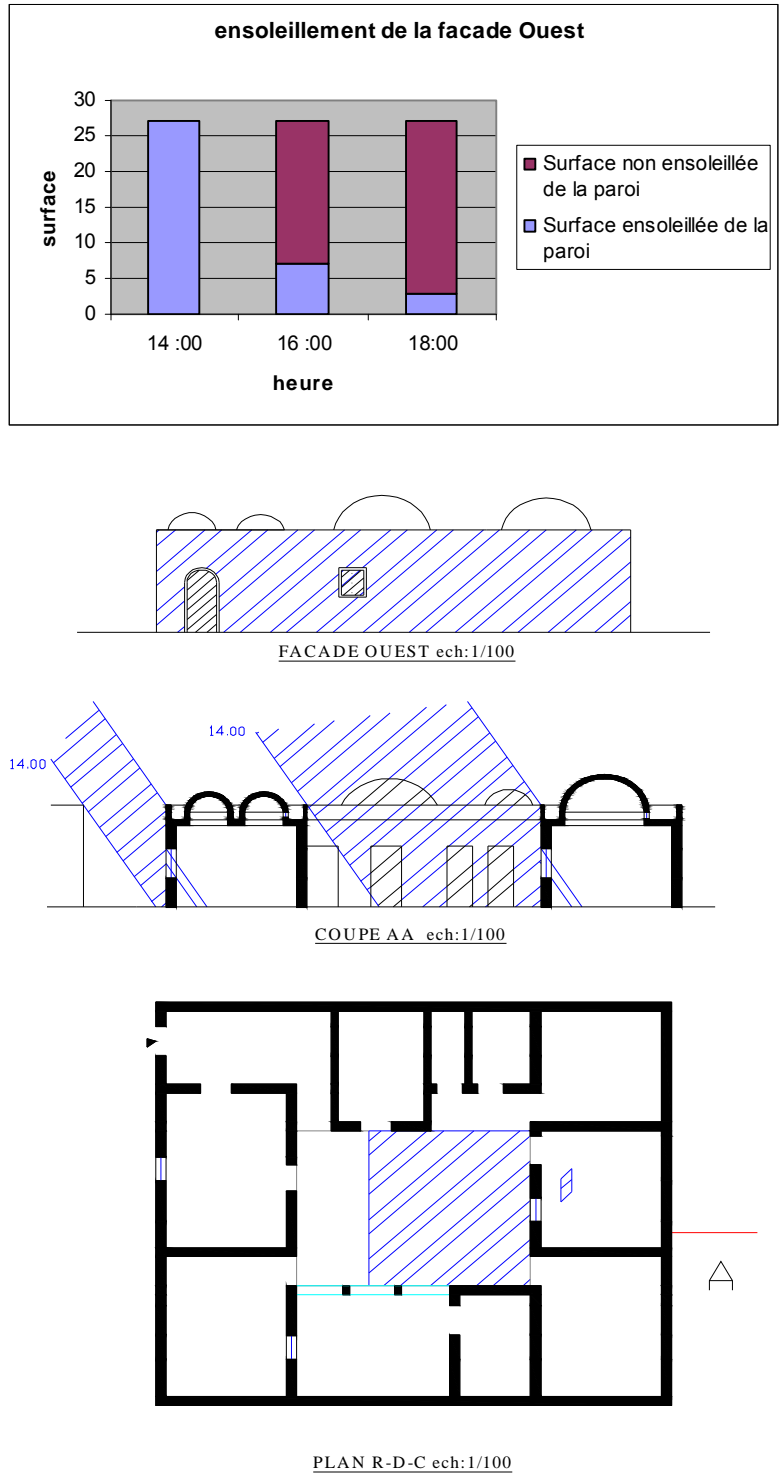 ensoleillement de la facade Ouest
30
25
20
15
10
5
0
surface
14 :00
16 :00
18:00
heure
Surface non ensoleillée
de la paroi
Surface ensoleillée de la
paroi
FACADE OUEST ech:1/100
14.00
14.00
COUPE AA ech:1/100
A
PLAN R-D-C ech:1/100